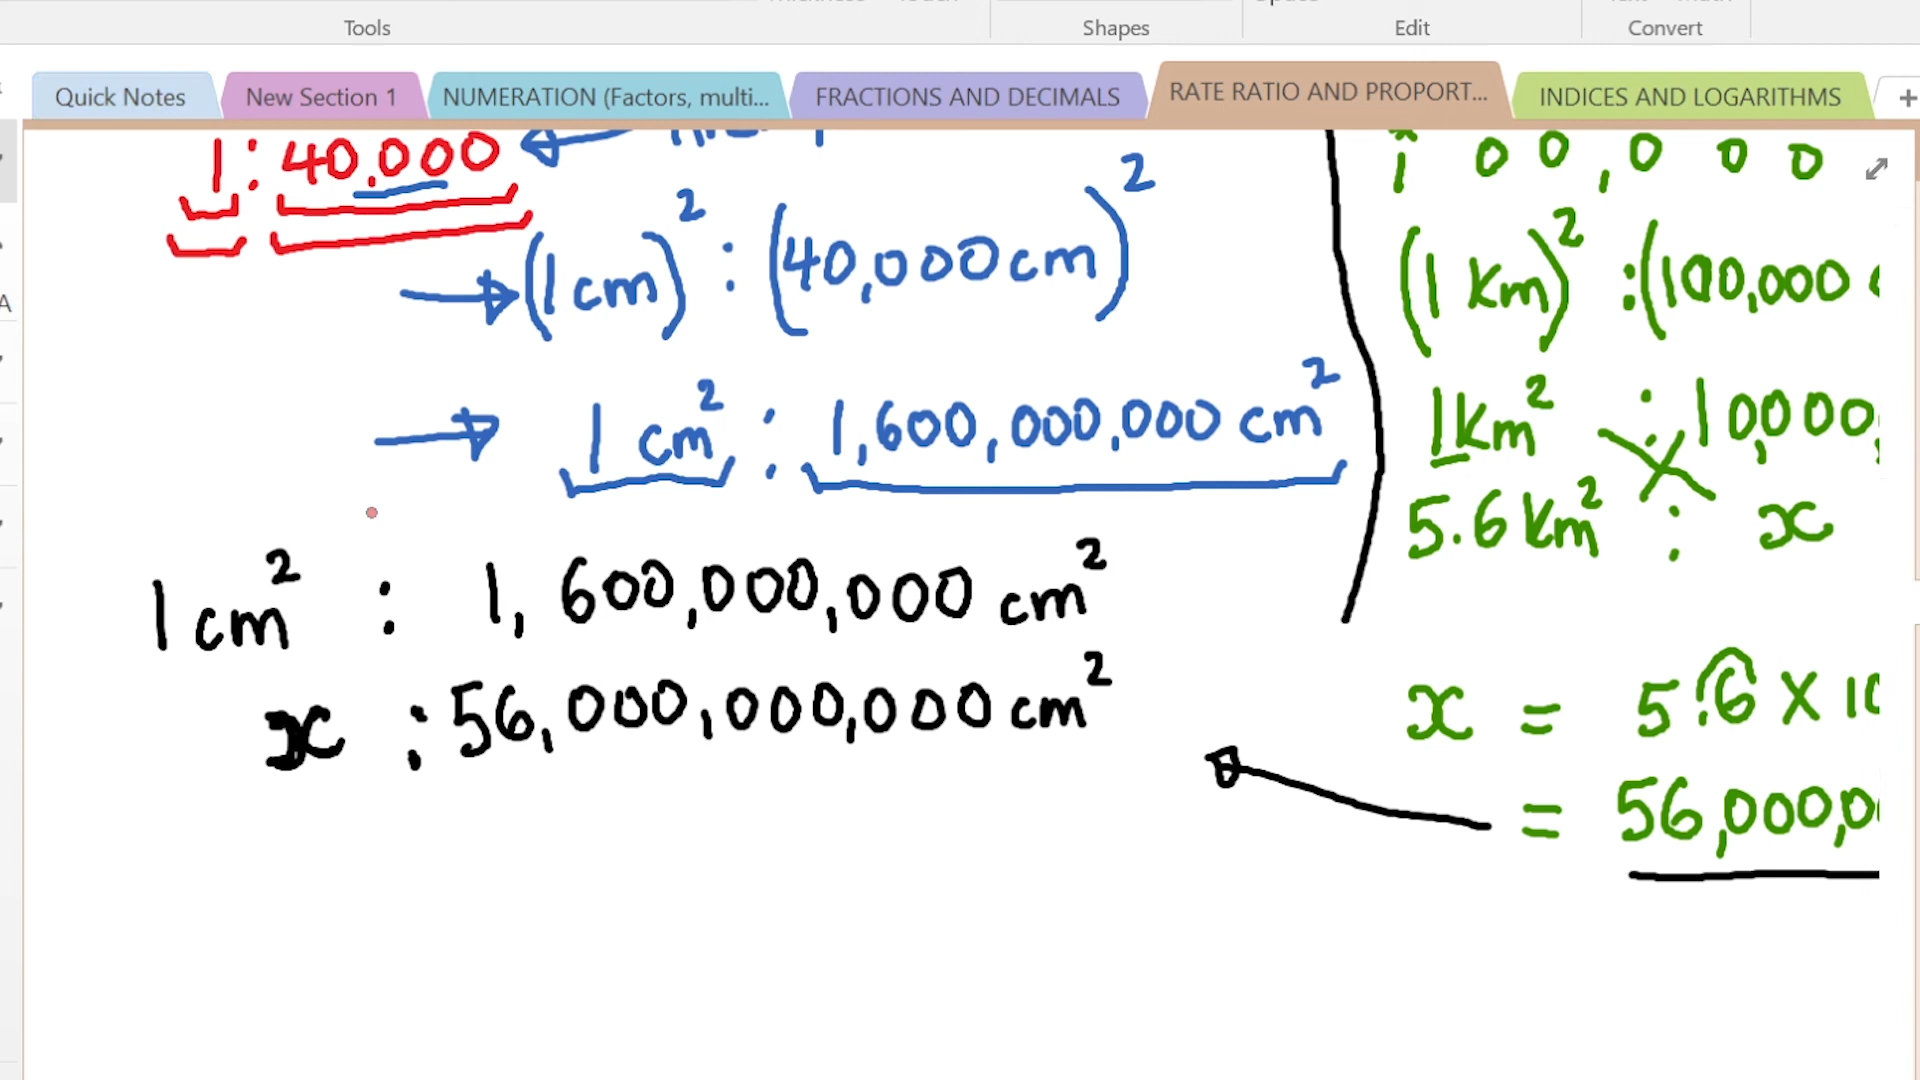 Tools
Shapes
Edit
Convert
Quick Notes
New Section 1
NUMERATION (Factors, multi...
FRACTIONS AND DECIMALS
RATE RATIO AND PROPORT...
INDICES AND LOGARITHMS
1 : 40,000
(1 cm)² : (40,000 cm)²
1 cm² : 1,600,000,000 cm²
1 cm² : 1,600,000,000 cm²
x : 56,000,000,000 cm²
1 00,000
(1 Km)² : (100,000
1 Km² : 10,000,
5.6 Km² : x
x = 5.6 X 10
= 56,000,0